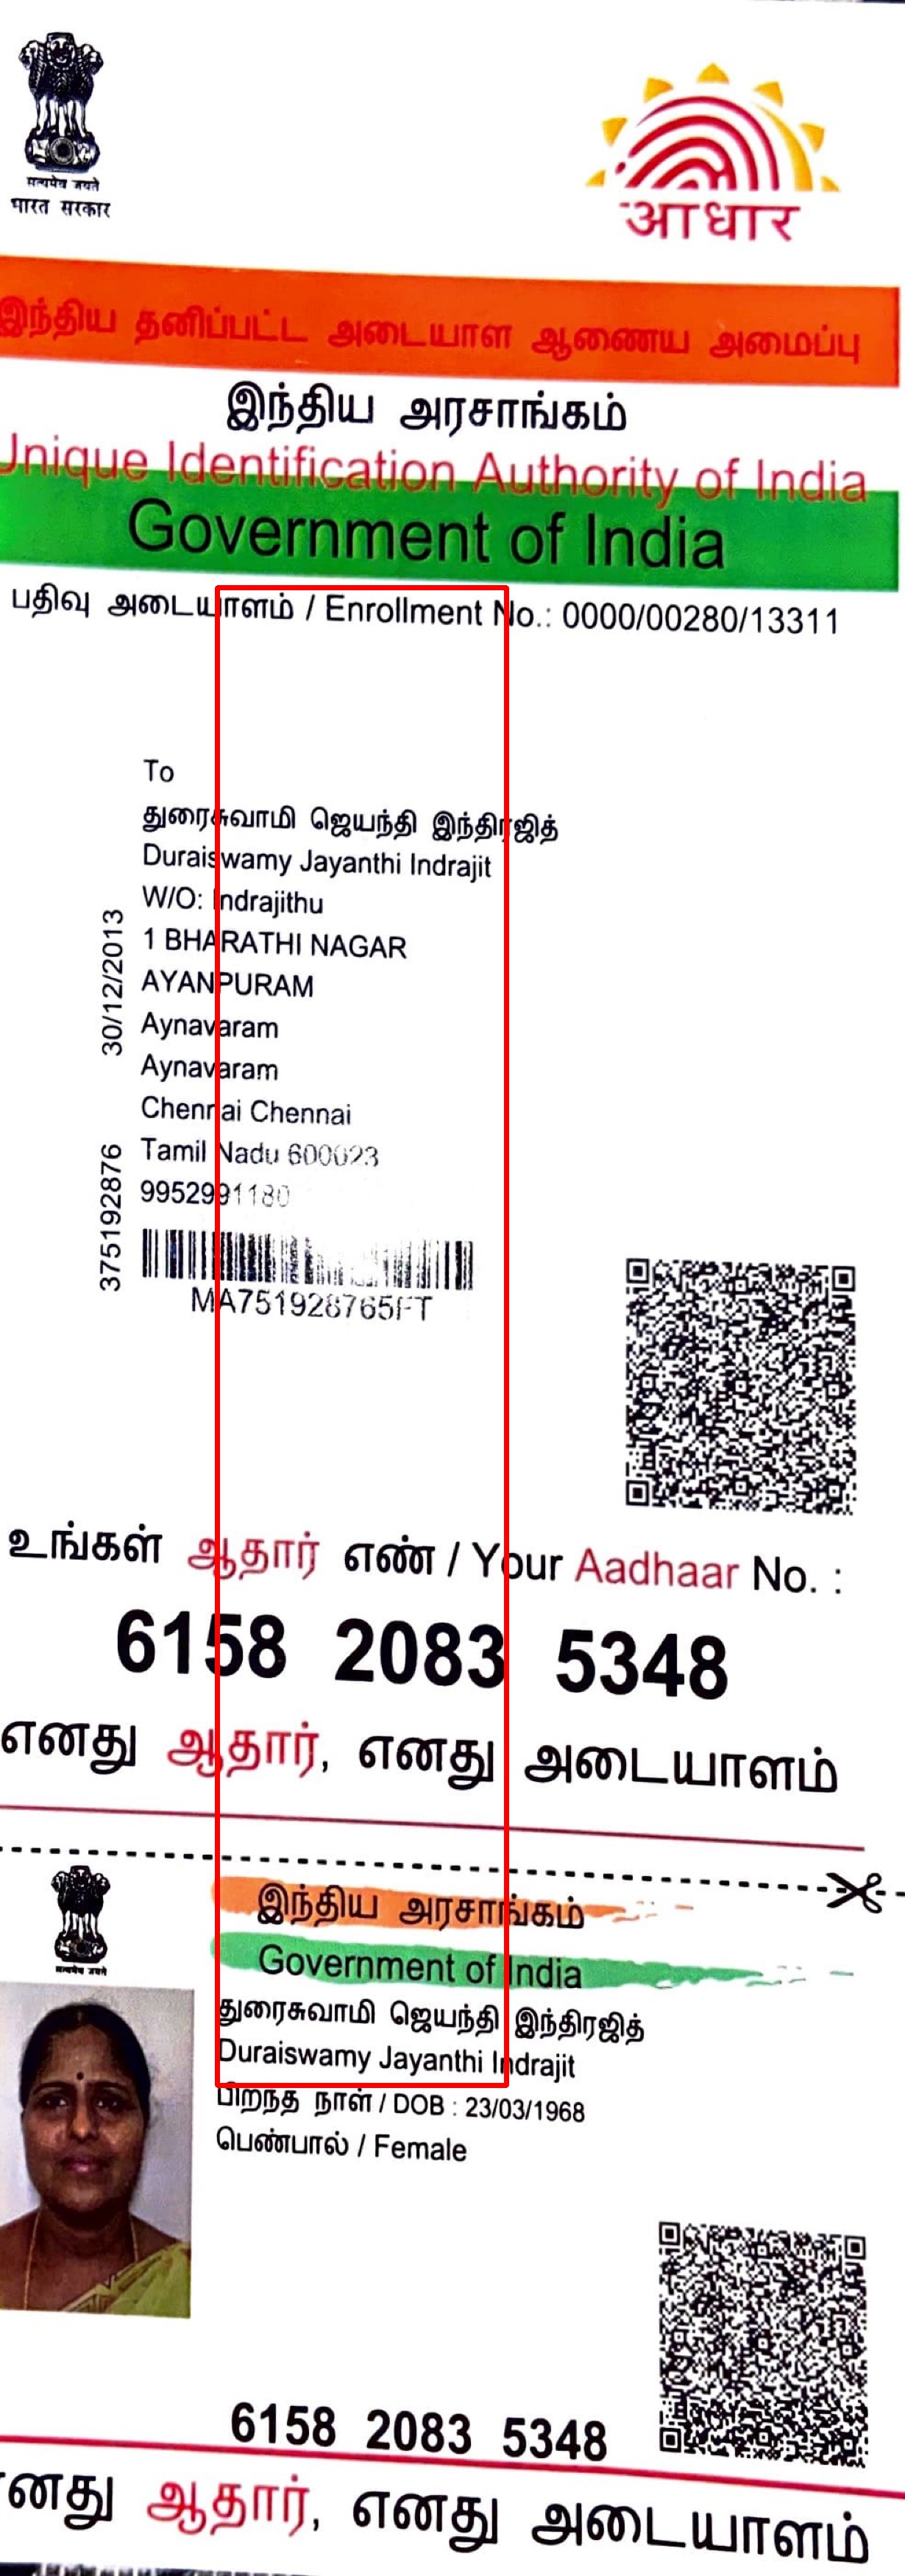 सत्यमेव जयते
भारत सरकार
आधार
இந்திய தனிப்பட்ட அடையாள ஆணைய அமைப்பு
இந்திய அரசாங்கம்
Unique Identification Authority of India
Government of India
பதிவு அடையாளம் / Enrollment No.: 0000/00280/13311
To
துரைசுவாமி ஜெயந்தி இந்திரஜித்
Duraiswamy Jayanthi Indrajit
W/O: Indrajithu
1 BHARATHI NAGAR
AYANPURAM
Aynavaram
Aynavaram
Chennai Chennai
Tamil Nadu 600023
9952991180
30/12/2013
375192876
MA751928765FT
உங்கள் ஆதார் எண் / Your Aadhaar No. :
6158 2083 5348
எனது ஆதார், எனது அடையாளம்
सत्यमेव जयते
இந்திய அரசாங்கம்
Government of India
துரைசுவாமி ஜெயந்தி இந்திரஜித்
Duraiswamy Jayanthi Indrajit
பிறந்த நாள் / DOB : 23/03/1968
பெண்பால் / Female
6158 2083 5348
எனது ஆதார், எனது அடையாளம்